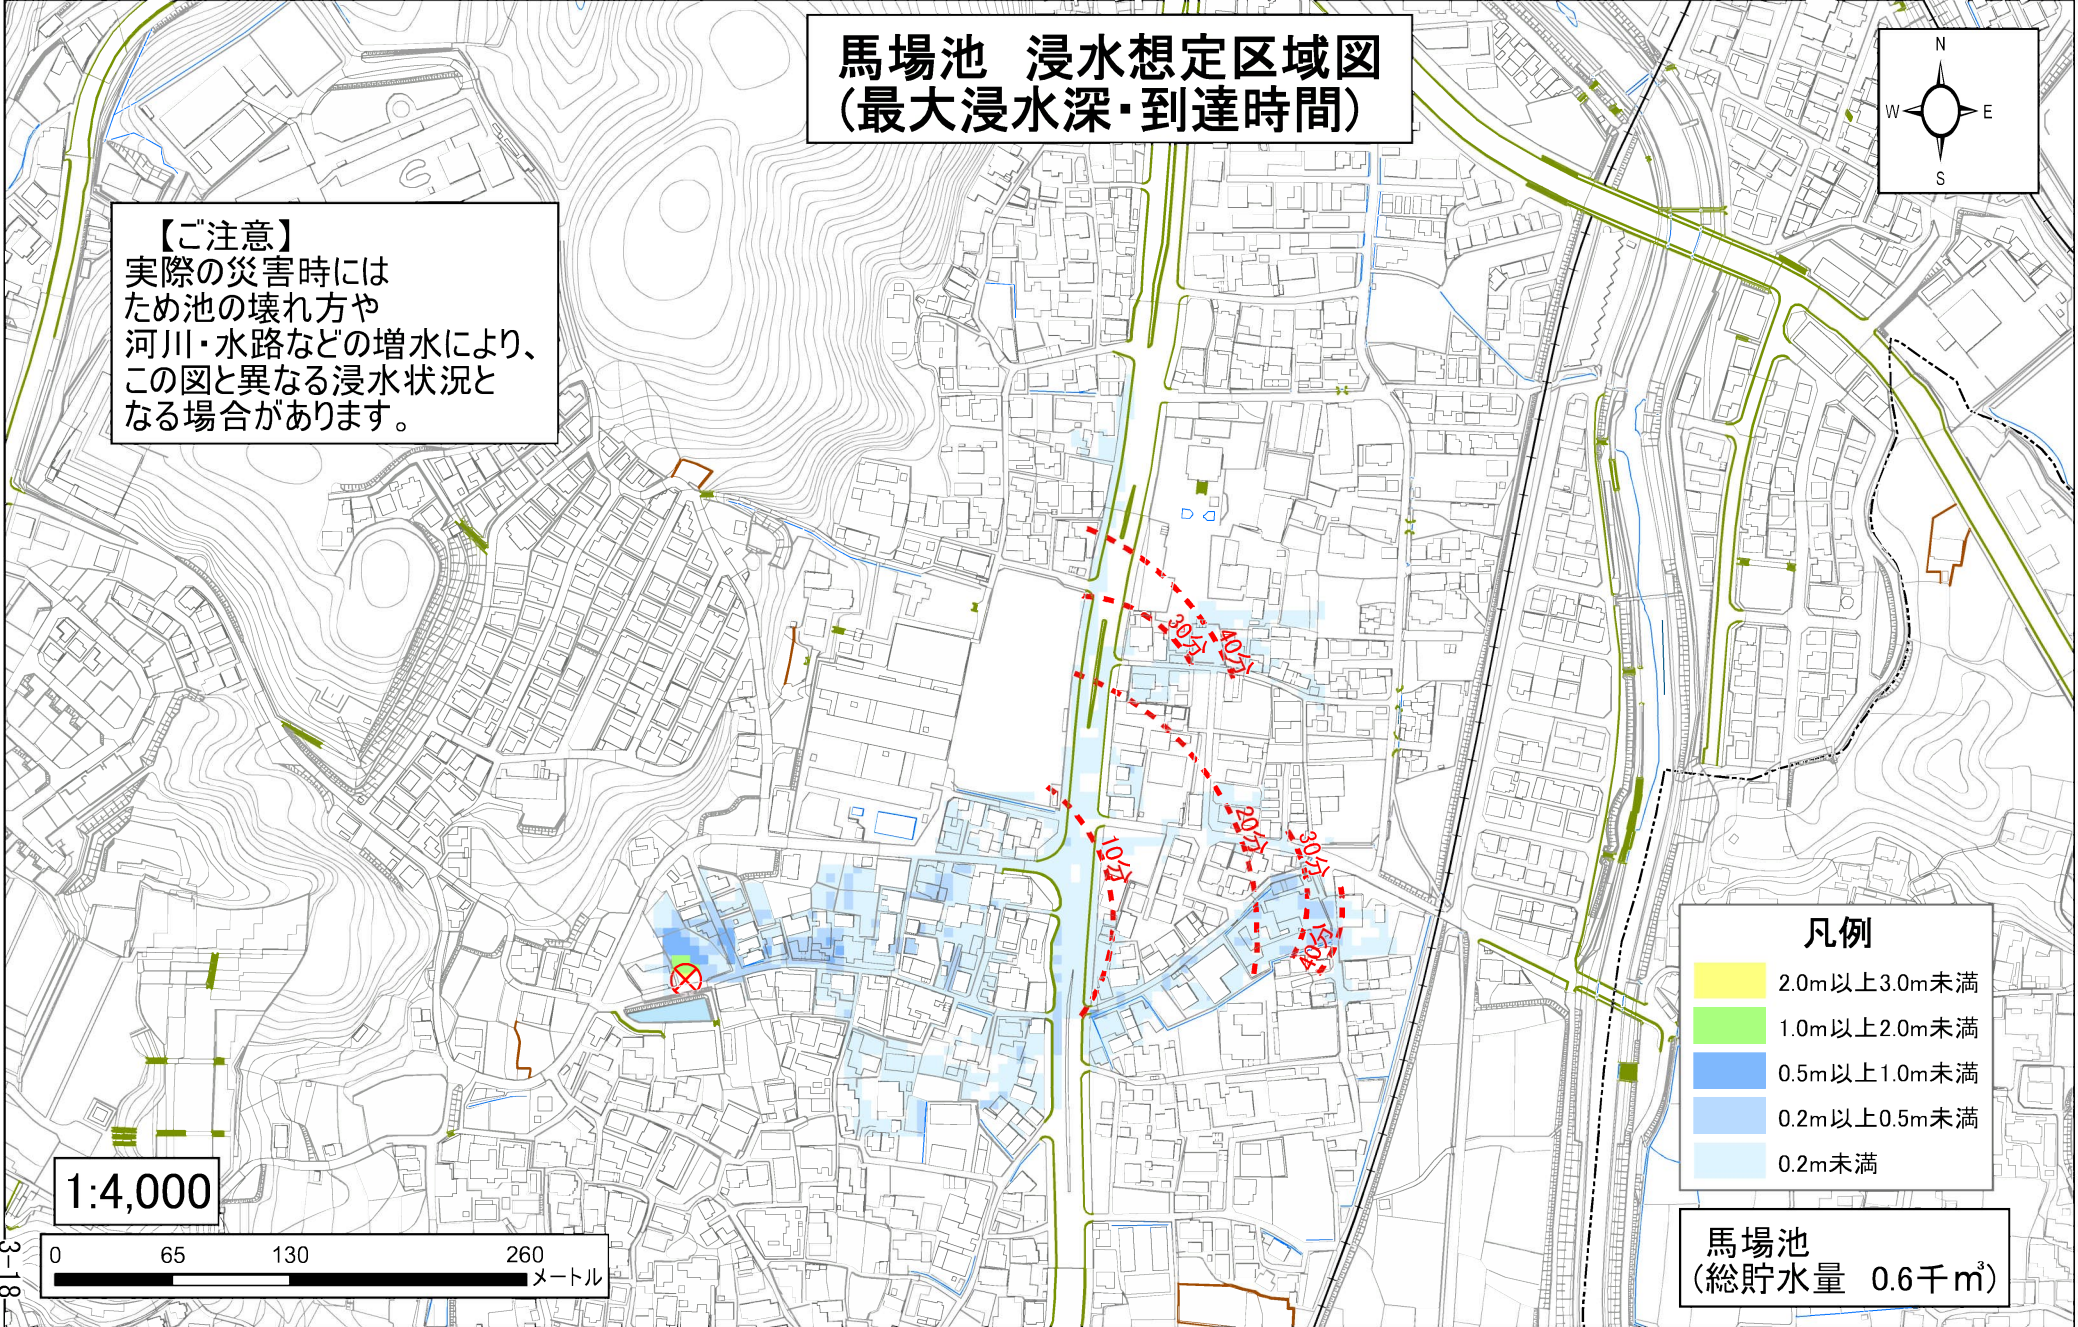 馬場池　浸水想定区域図
(最大浸水深・到達時間)
N
W
E
S
【ご注意】
実際の災害時には
ため池の壊れ方や
河川・水路などの増水により、
この図と異なる浸水状況と
なる場合があります。
30分
40分
20分
30分
10分
40分
凡例
2.0m以上3.0m未満
1.0m以上2.0m未満
0.5m以上1.0m未満
0.2m以上0.5m未満
0.2m未満
1:4,000
0 65 130 260
メートル
3-18
馬場池
(総貯水量　0.6千㎥)